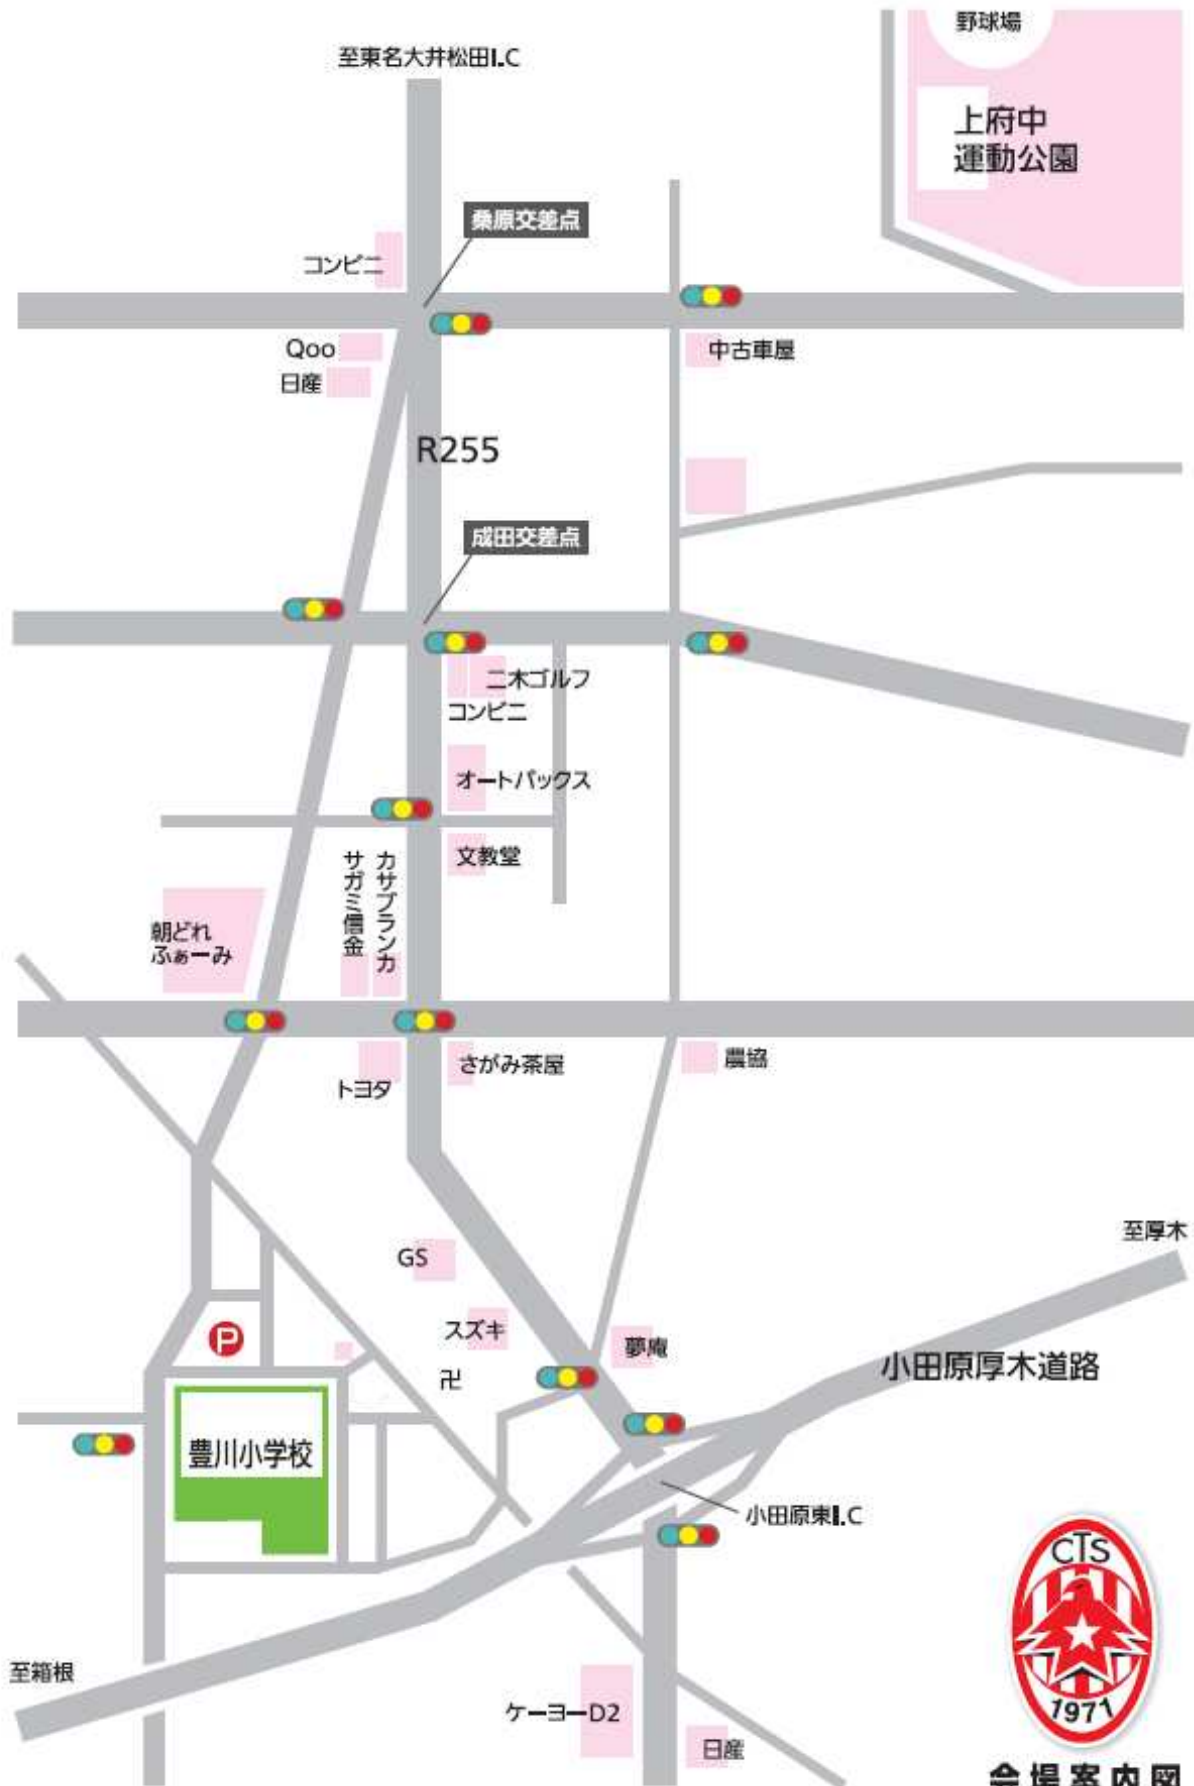 野球場
至東名大井松田I.C
上府中
運動公園
桑原交差点
コンビニ
Qoo
中古車屋
日産
R255
成田交差点
二木ゴルフ
コンビニ
オートバックス
文教堂
カサブランカ
サガミ信金
朝どれ
ふぁーみ
さがみ茶屋
農協
トヨタ
至厚木
GS
スズキ
P
夢庵
小田原厚木道路
卍
豊川小学校
小田原東I.C
CTS
1971
至箱根
ケーヨーD2
日産
会場案内図